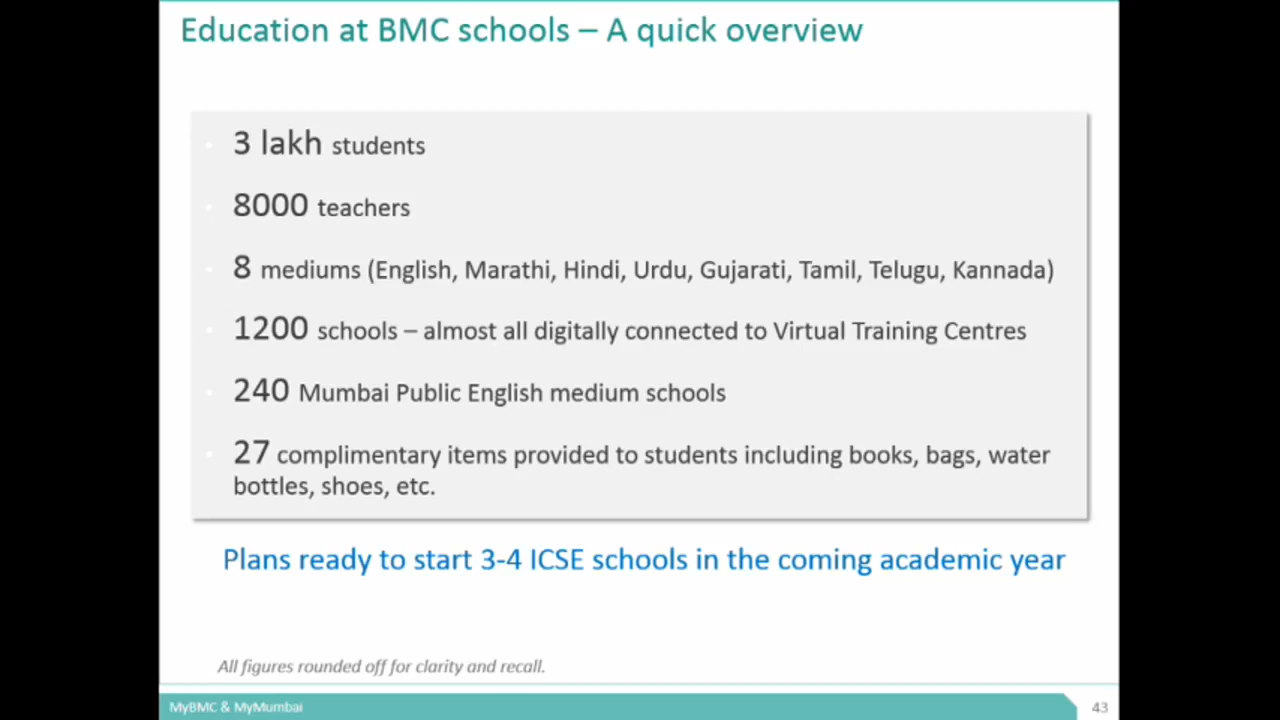 Education at BMC schools – A quick overview
3 lakh students
8000 teachers
8 mediums (English, Marathi, Hindi, Urdu, Gujarati, Tamil, Telugu, Kannada)
1200 schools – almost all digitally connected to Virtual Training Centres
240 Mumbai Public English medium schools
27 complimentary items provided to students including books, bags, water
bottles, shoes, etc.
Plans ready to start 3-4 ICSE schools in the coming academic year
All figures rounded off for clarity and recall.
MyBMC & MyMumbai
43